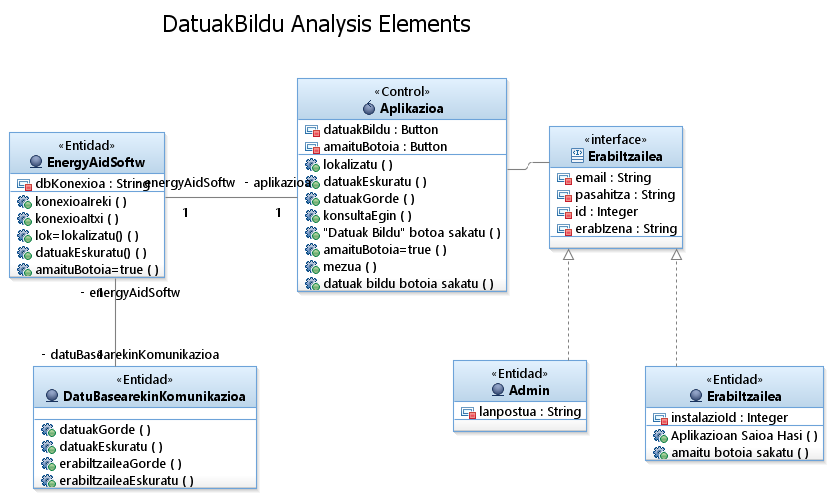 DatuakBildu Analysis Elements
«Control»
Aplikazioa
datuakBildu : Button
amaituBotoia : Button
lokalizatu ( )
datuakEskuratu ( )
datuakGorde ( )
konsultaEgin ( )
"Datuak Bildu" botoa sakatu ( )
amaituBotoia=true ( )
mezua ( )
datuak bildu botoia sakatu ( )
«Entidad»
EnergyAidSoftw
dbKonexioa : String
konexioaIreki ( )
konexioaItxi ( )
lok=lokalizatu() ( )
datuakEskuratu() ( )
amaituBotoia=true ( )
energyAidSoftw
- aplikazioa
1
1
«interface»
Erabiltzailea
email : String
pasahitza : String
id : Integer
erabIzena : String
- energyAidSoftw
1
- datuBasearekinKomunikazioa
1
«Entidad»
DatuBasearekinKomunikazioa
datuakGorde ( )
datuakEskuratu ( )
erabiltzaileaGorde ( )
erabiltzaileaEskuratu ( )
«Entidad»
Admin
lanpostua : String
«Entidad»
Erabiltzailea
instalazioId : Integer
Aplikazioan Saioa Hasi ( )
amaitu botoia sakatu ( )